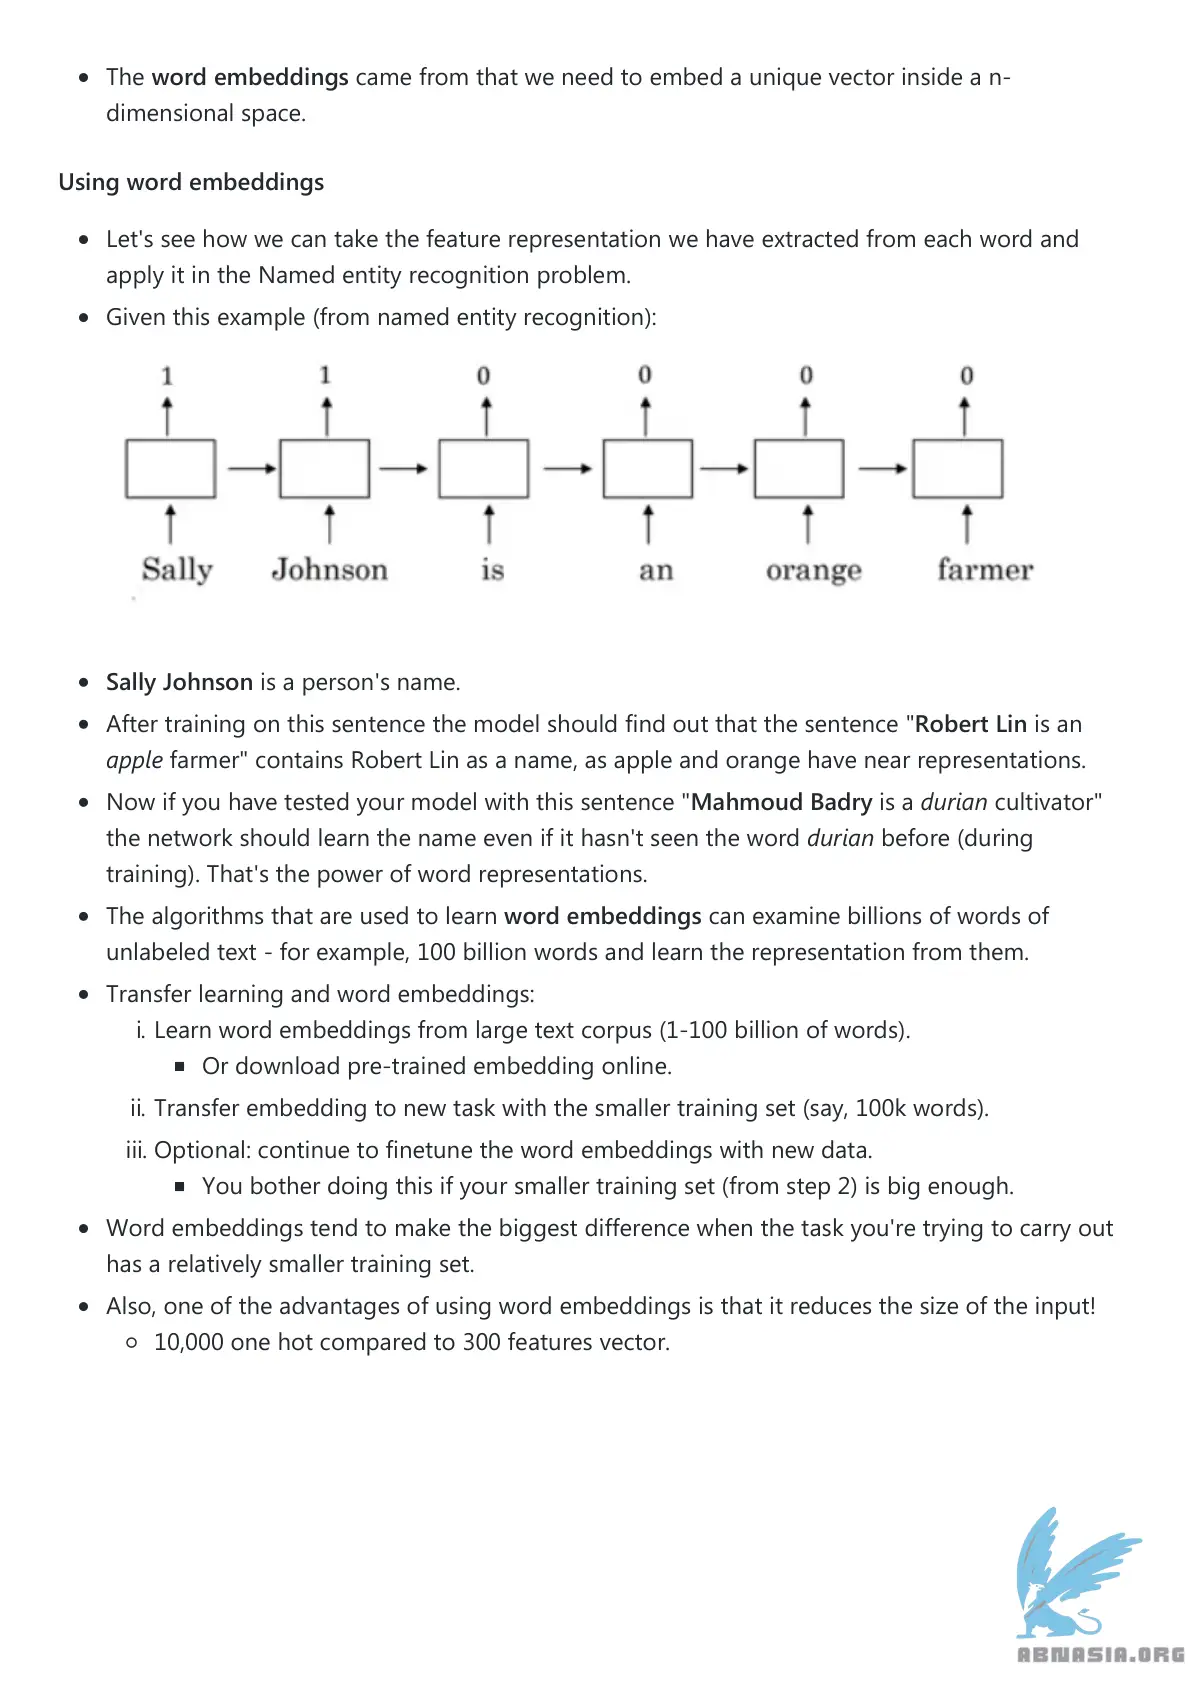 The word embeddings came from that we need to embed a unique vector inside a n-
dimensional space.
Using word embeddings
Let's see how we can take the feature representation we have extracted from each word and
apply it in the Named entity recognition problem.
Given this example (from named entity recognition):
1 1 0 0 0 0
Sally Johnson is an orange farmer
Sally Johnson is a person's name.
After training on this sentence the model should find out that the sentence "Robert Lin is an
apple farmer" contains Robert Lin as a name, as apple and orange have near representations.
Now if you have tested your model with this sentence "Mahmoud Badry is a durian cultivator"
the network should learn the name even if it hasn't seen the word durian before (during
training). That's the power of word representations.
The algorithms that are used to learn word embeddings can examine billions of words of
unlabeled text - for example, 100 billion words and learn the representation from them.
Transfer learning and word embeddings:
i. Learn word embeddings from large text corpus (1-100 billion of words).
Or download pre-trained embedding online.
ii. Transfer embedding to new task with the smaller training set (say, 100k words).
iii. Optional: continue to finetune the word embeddings with new data.
You bother doing this if your smaller training set (from step 2) is big enough.
Word embeddings tend to make the biggest difference when the task you're trying to carry out
has a relatively smaller training set.
Also, one of the advantages of using word embeddings is that it reduces the size of the input!
10,000 one hot compared to 300 features vector.
ABNASIA.ORG